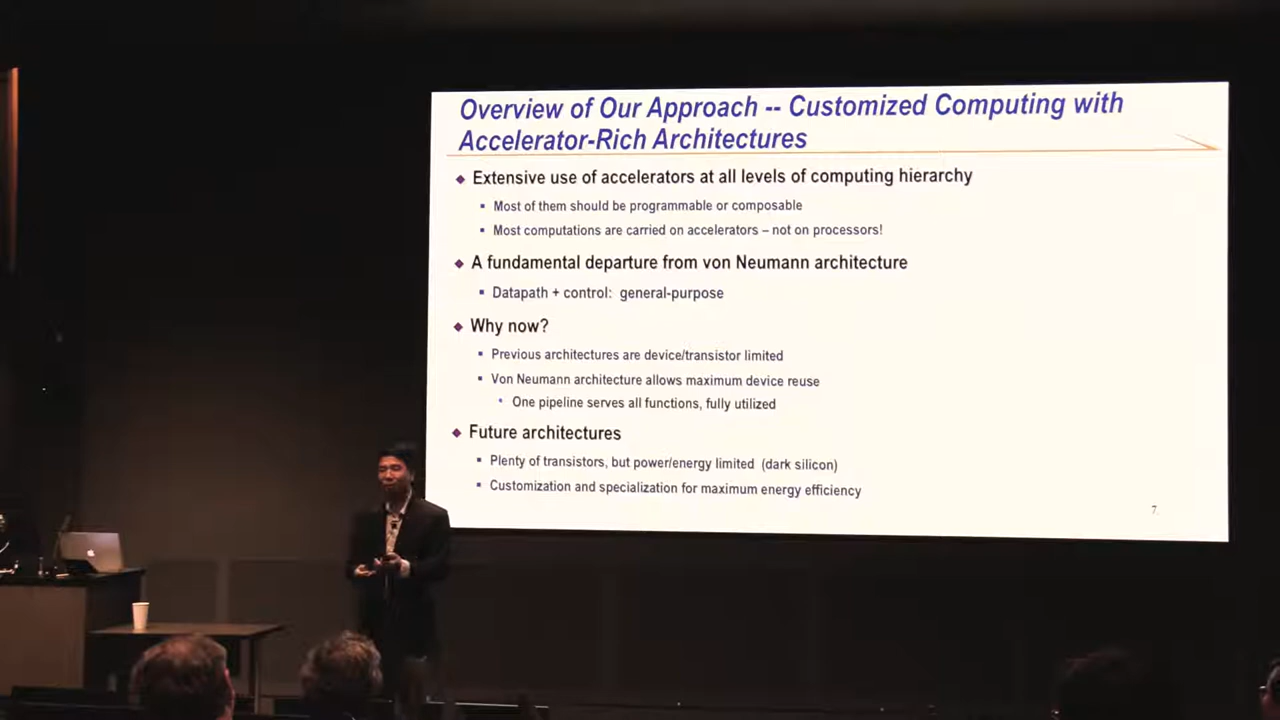 Overview of Our Approach -- Customized Computing with
Accelerator-Rich Architectures
Extensive use of accelerators at all levels of computing hierarchy
Most of them should be programmable or composable
Most computations are carried on accelerators – not on processors!
A fundamental departure from von Neumann architecture
Datapath + control: general-purpose
Why now?
Previous architectures are device/transistor limited
Von Neumann architecture allows maximum device reuse
One pipeline serves all functions, fully utilized
Future architectures
Plenty of transistors, but power/energy limited (dark silicon)
Customization and specialization for maximum energy efficiency
7